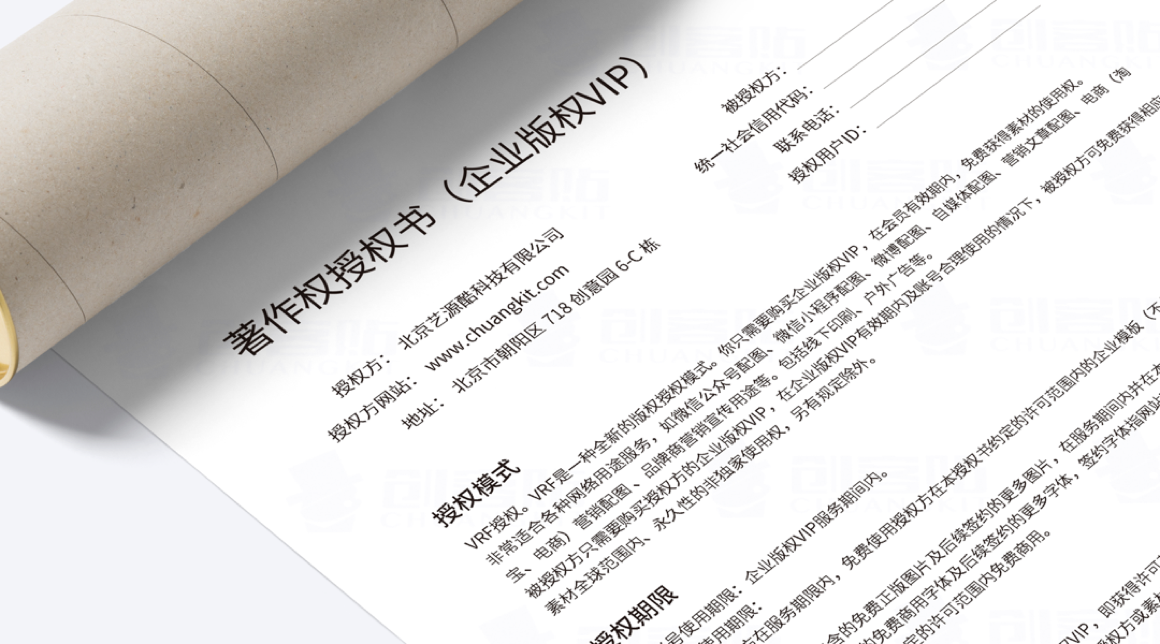 著作权授权书（企业版权VIP）
授权方： 北京艺源酷科技有限公司
授权方网站： www.chuangkit.com
地址： 北京市朝阳区 718 创意园 6-C 栋
被授权方：
统一社会信用代码：
联系电话：
授权用户ID：
授权模式
VRF授权。VRF是一种全新的版权授权模式。你只需要购买企业版权VIP，在会员有效期内，免费获得素材的使用权。
非常适合各种网络用途服务，如微信公众号配图、微信小程序配图、微博配图、自媒体配图、营销文章配图、电商（淘
宝、电商）营销配图、品牌商营销宣传用途等。包括线下印刷、户外广告等。
被授权方只需要购买授权方的企业版权VIP，在企业版权VIP有效期内及账号合理使用的情况下，被授权方可免费获得相应
素材全球范围内、永久性的非独家使用权，另有规定除外。
授权期限
号使用期限：企业版权VIP服务期间内。
使用期限：
方在服务期限内，免费使用授权方在本授权书约定的许可范围内的企业模板（不
含的免费正版图片及后续签约的更多图片，在服务期间内并在本
的免费商用字体及后续签约的更多字体，签约字体指网站
定的许可范围内免费商用。
VIP，即获得许可
权方或素材
创客贴
CHUANGKIT